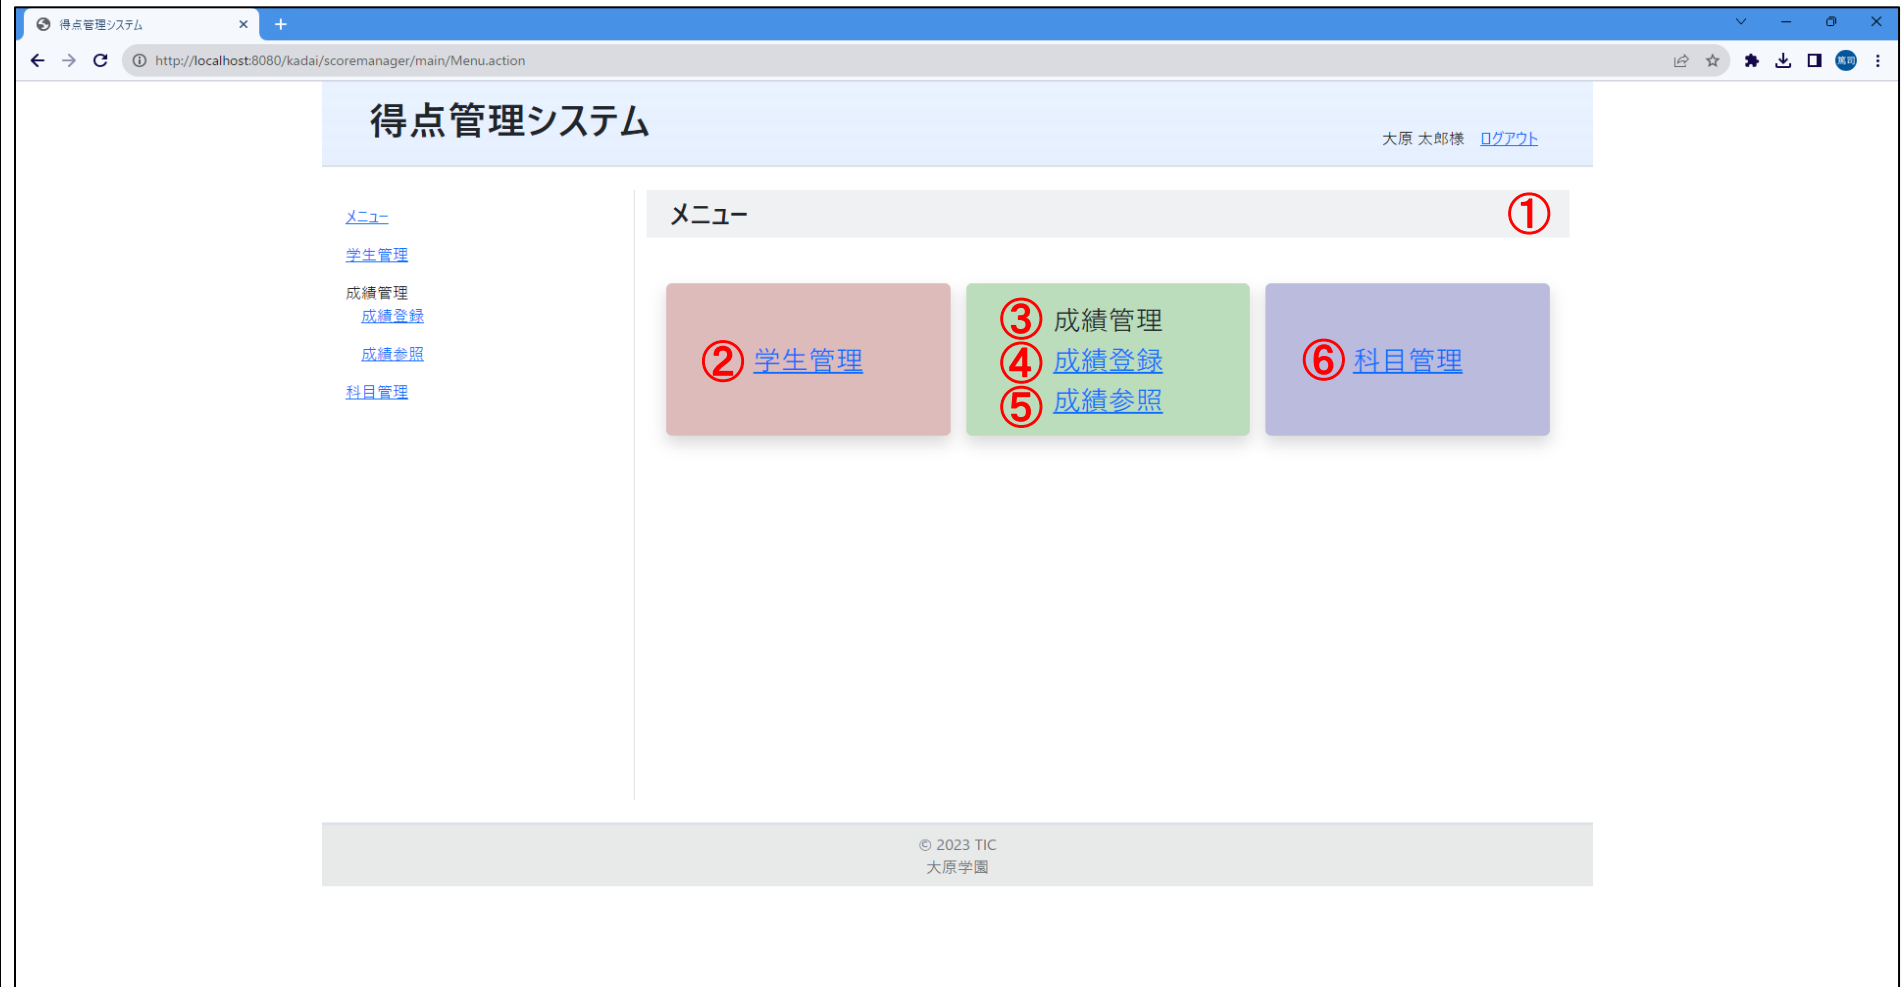 得点管理システム
http://localhost:8080/kadai/scoremanager/main/Menu.action
篤司
得点管理システム
大原 太郎様 ログアウト
メニュー
学生管理
成績管理
成績登録
成績参照
科目管理
メニュー ①
② 学生管理
③ 成績管理
④ 成績登録
⑤ 成績参照
⑥ 科目管理
© 2023 TIC
大原学園